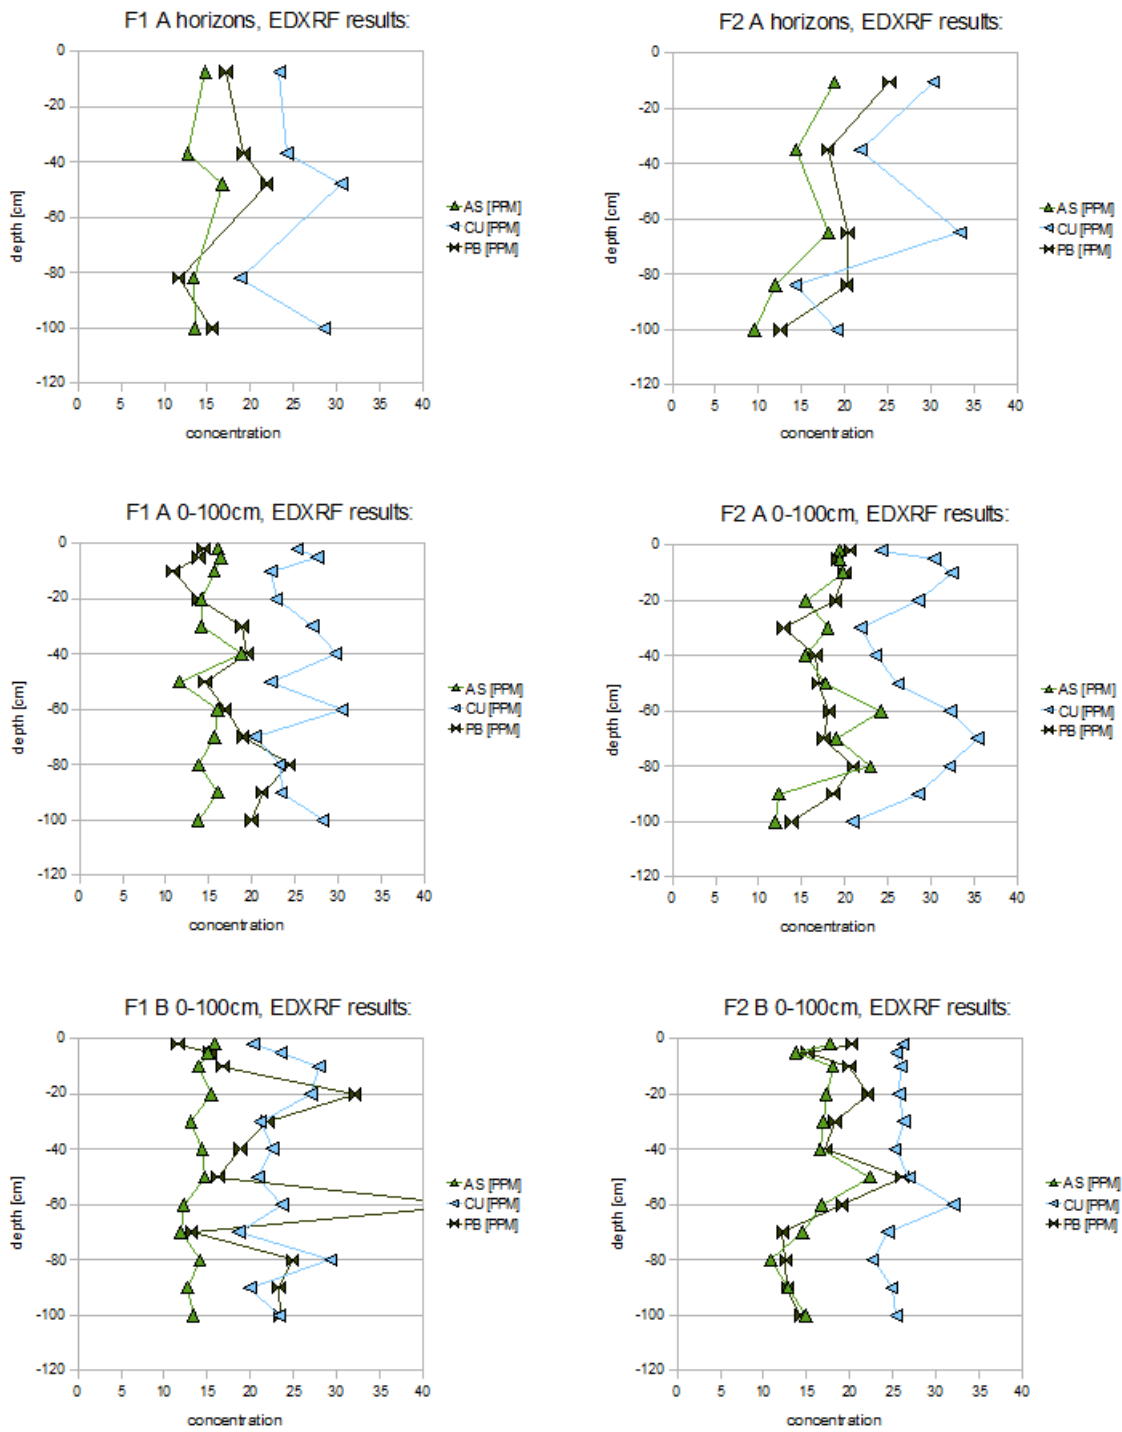 F1 A horizons, EDXRF results:
0
-20
-40
-60
-80
-100
-120
depth [cm]
0 5 10 15 20 25 30 35 40
concentration
AS [PPM]
CU [PPM]
PB [PPM]
F2 A horizons, EDXRF results:
0
-20
-40
-60
-80
-100
-120
depth [cm]
0 5 10 15 20 25 30 35 40
concentration
AS [PPM]
CU [PPM]
PB [PPM]
F1 A 0-100cm, EDXRF results:
0
-20
-40
-60
-80
-100
-120
depth [cm]
0 5 10 15 20 25 30 35 40
concentration
AS [PPM]
CU [PPM]
PB [PPM]
F2 A 0-100cm, EDXRF results:
0
-20
-40
-60
-80
-100
-120
depth [cm]
0 5 10 15 20 25 30 35 40
concentration
AS [PPM]
CU [PPM]
PB [PPM]
F1 B 0-100cm, EDXRF results:
0
-20
-40
-60
-80
-100
-120
depth [cm]
0 5 10 15 20 25 30 35 40
concentration
AS [PPM]
CU [PPM]
PB [PPM]
F2 B 0-100cm, EDXRF results:
0
-20
-40
-60
-80
-100
-120
depth [cm]
0 5 10 15 20 25 30 35 40
concentration
AS [PPM]
CU [PPM]
PB [PPM]